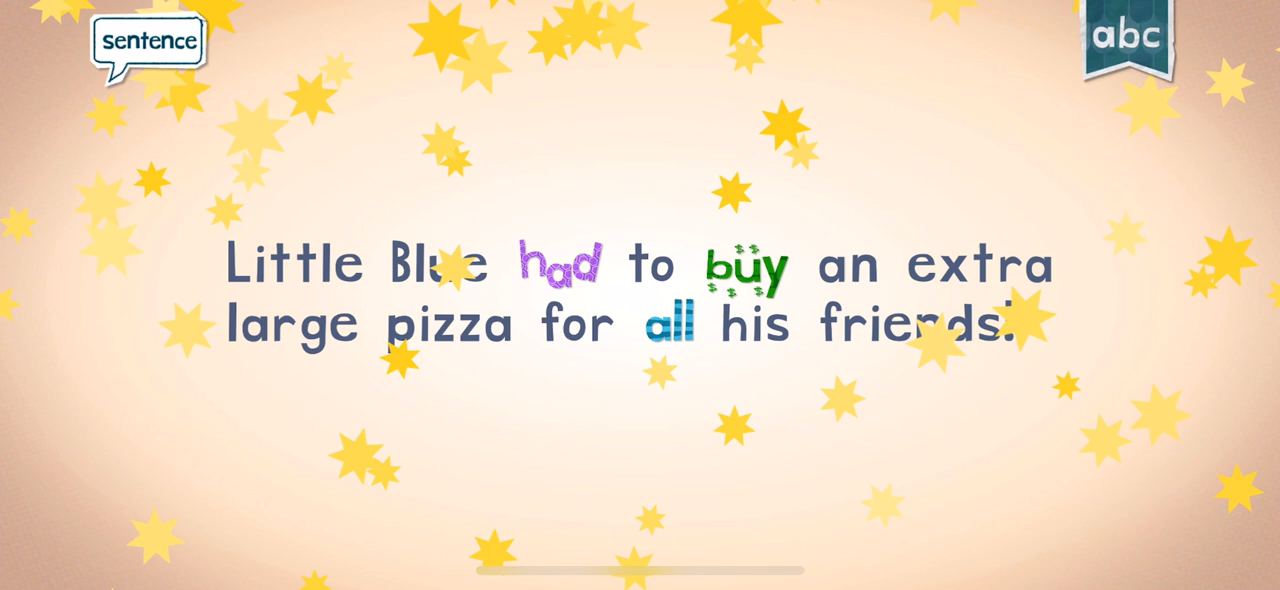 sentence
abc
Little Blue had to buy an extra
large pizza for all his friends!